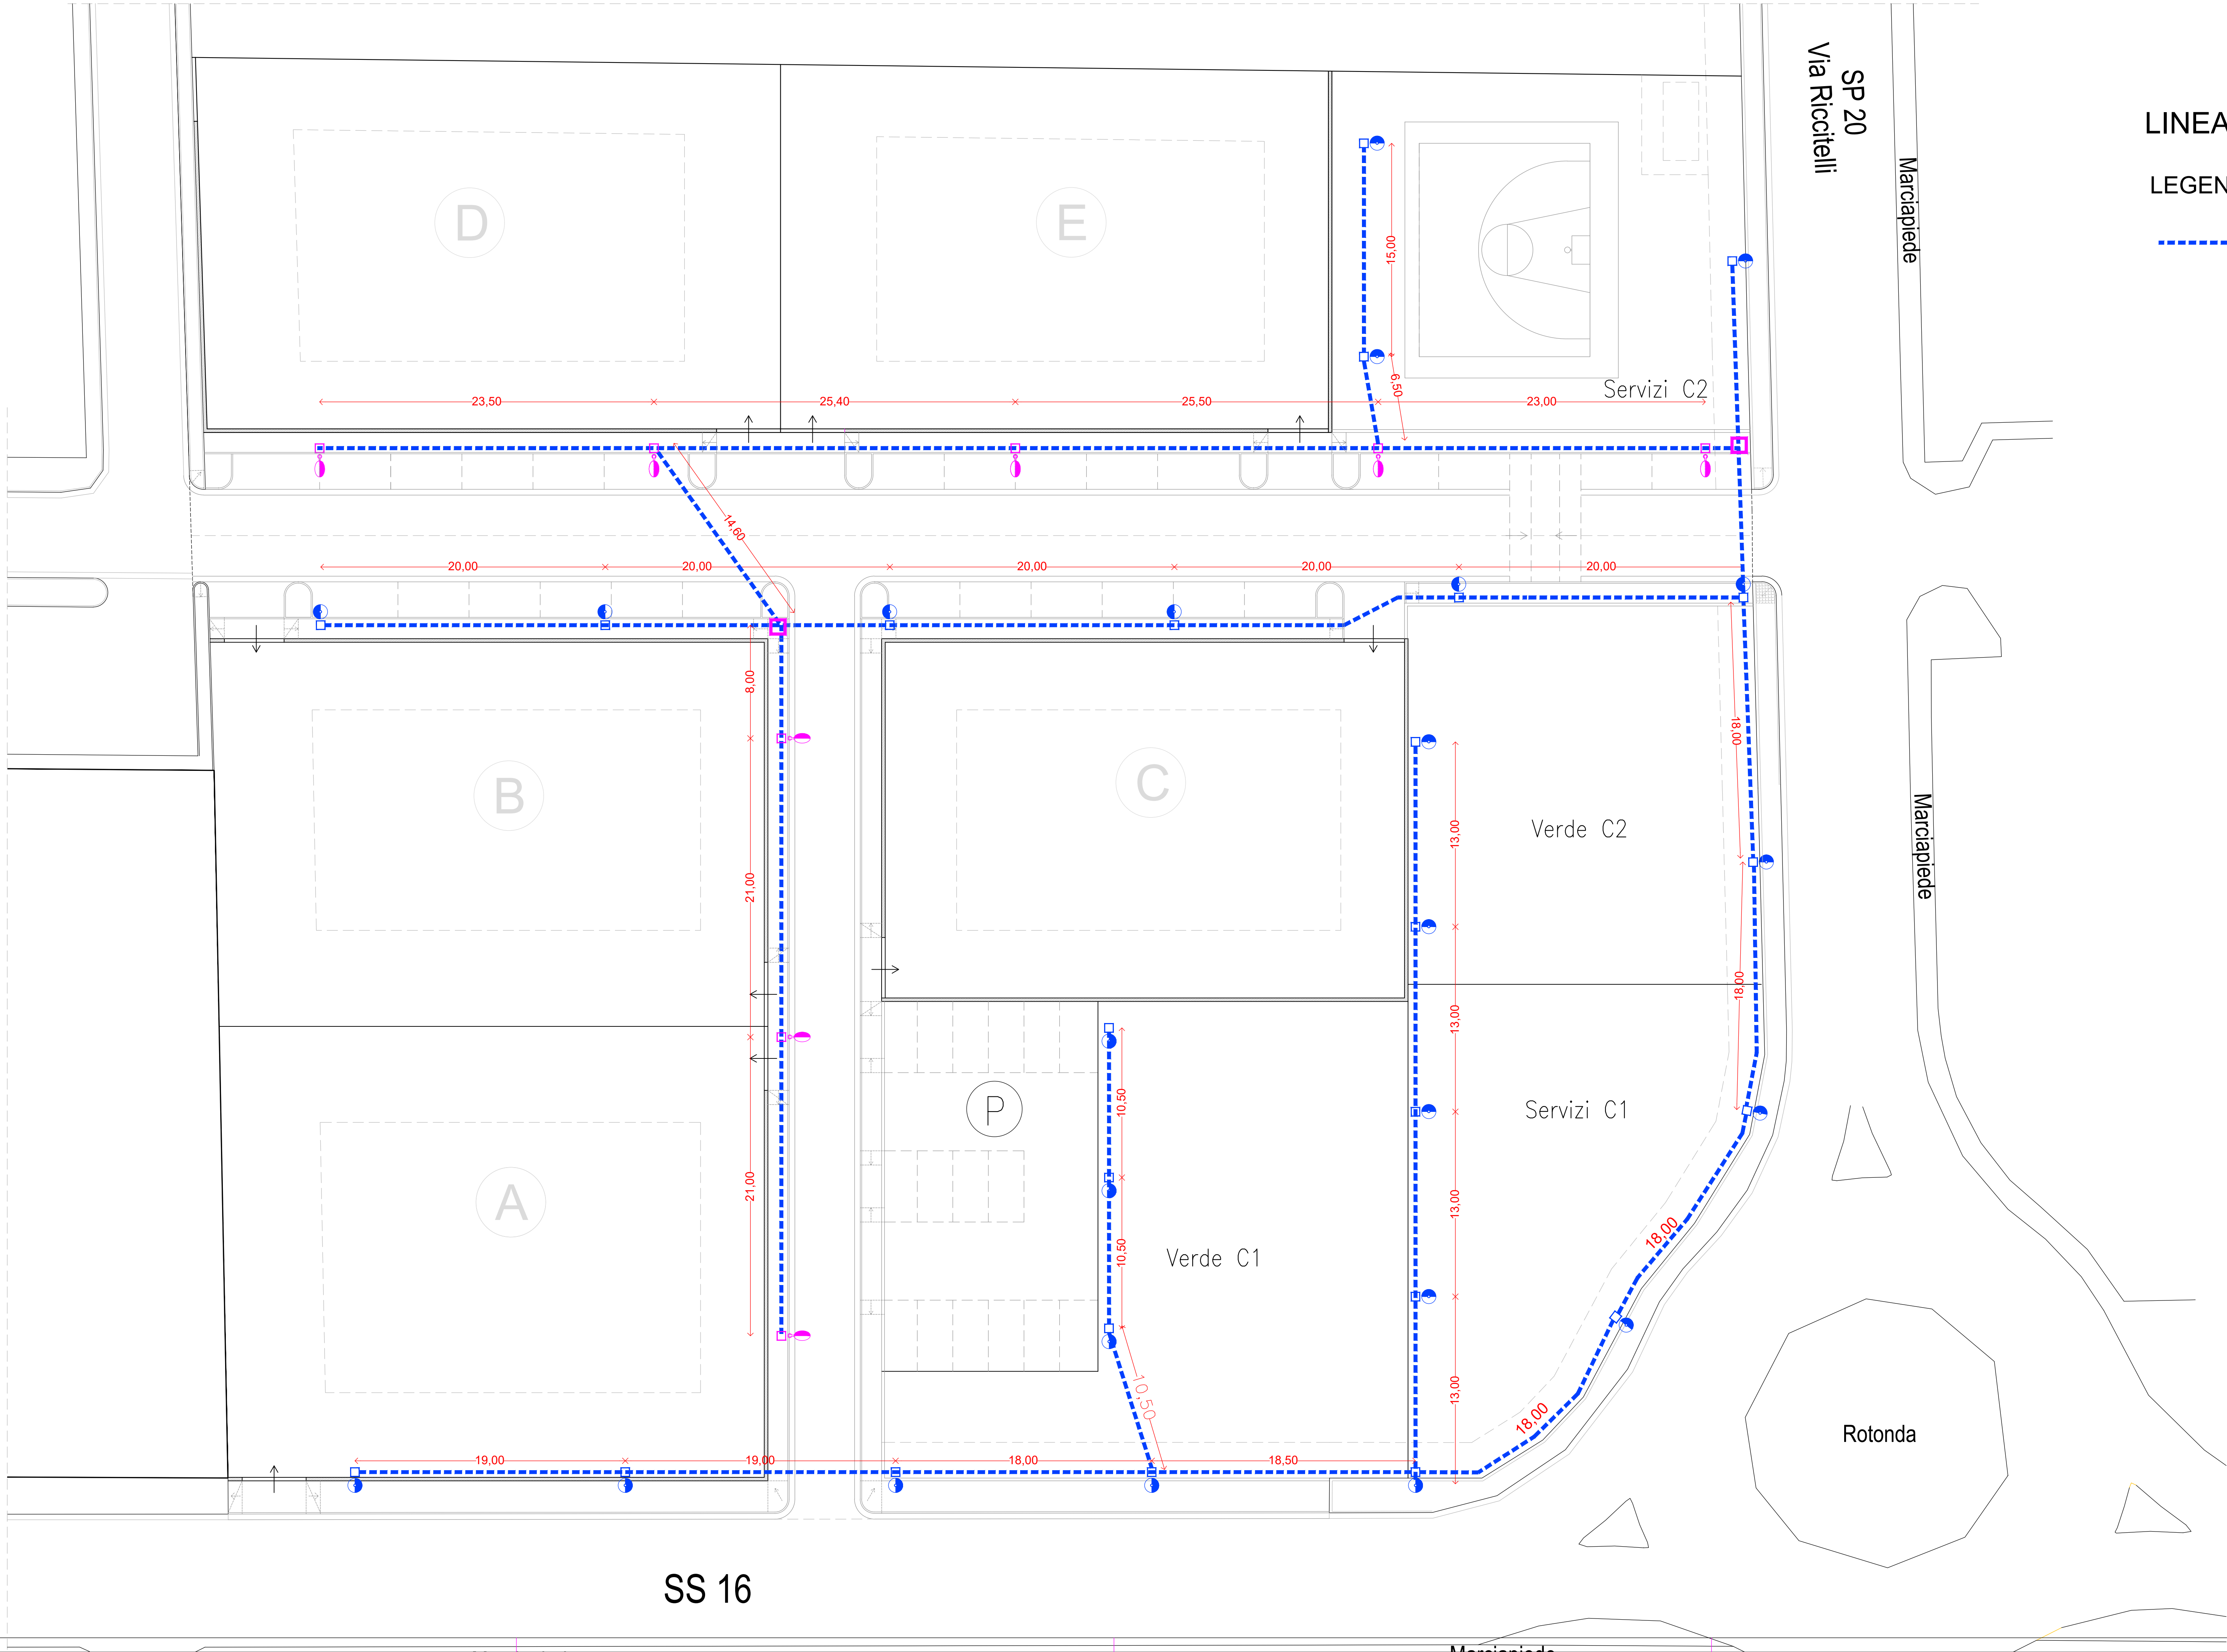 SP 20
Via Riccitelli
LINEA
LEGEN
Marciapiede
D
E
15,00
6,50
Servizi C2
23,50
25,40
25,50
23,00
14,60
20,00
20,00
20,00
20,00
20,00
8,00
18,00
B
C
Verde C2
13,00
21,00
Marciapiede
18,00
13,00
P
Servizi C1
10,50
A
21,00
13,00
10,50
Verde C1
18,00
13,00
10,50
18,00
Rotonda
19,00
19,00
18,00
18,50
SS 16